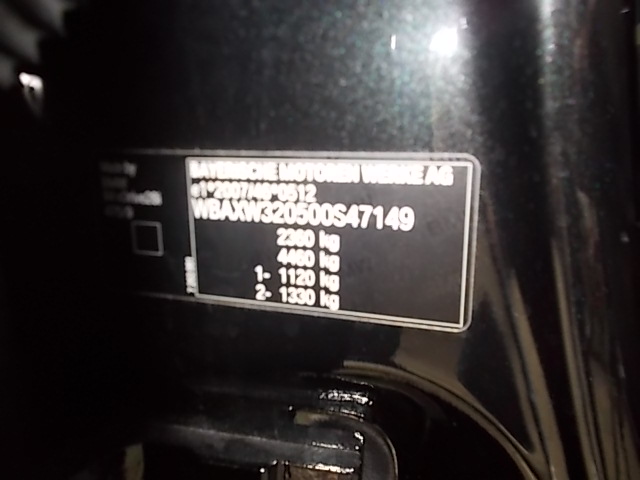 BAYERISCHE MOTOREN WERKE AG
e1*2007/46*0512
WBAXW320500S47149
2360 kg
4460 kg
1- 1120 kg
2- 1330 kg